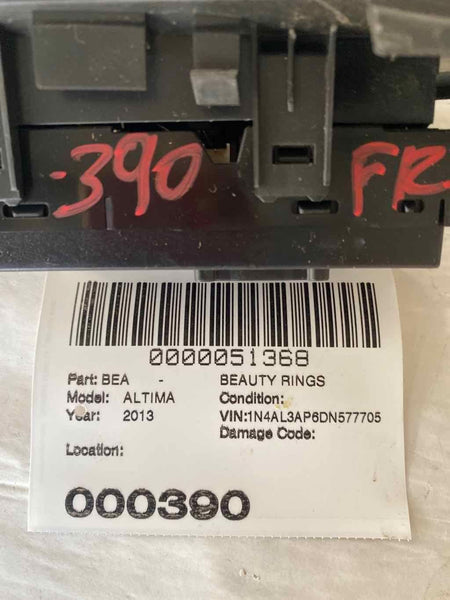 -390 FR
0000051368
Part: BEA - BEAUTY RINGS
Model: ALTIMA Condition:
Year: 2013 VIN:1N4AL3AP6DN577705
Damage Code:
Location:
000390